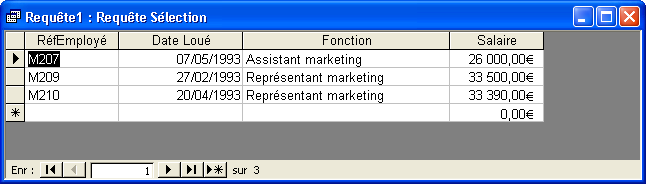 Requête1 : Requête Sélection
RéfEmployé Date Loué Fonction Salaire
M207 07/05/1993 Assistant marketing 26 000,00€
M209 27/02/1993 Représentant marketing 33 500,00€
M210 20/04/1993 Représentant marketing 33 390,00€
0,00€
Enr : 1 sur 3